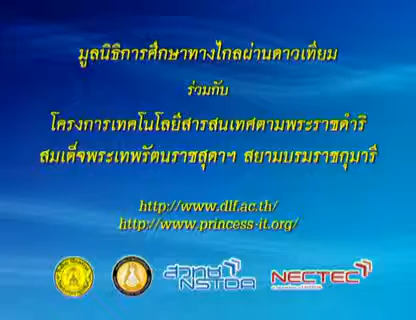 มูลนิธิการศึกษาทางไกลผ่านดาวเทียม
ร่วมกับ
โครงการเทคโนโลยีสารสนเทศตามพระราชดำริ
สมเด็จพระเทพรัตนราชสุดาฯ สยามบรมราชกุมารี
http://www.dlf.ac.th/
http://www.princess-it.org/
สวทช NECTEC
NSTDA